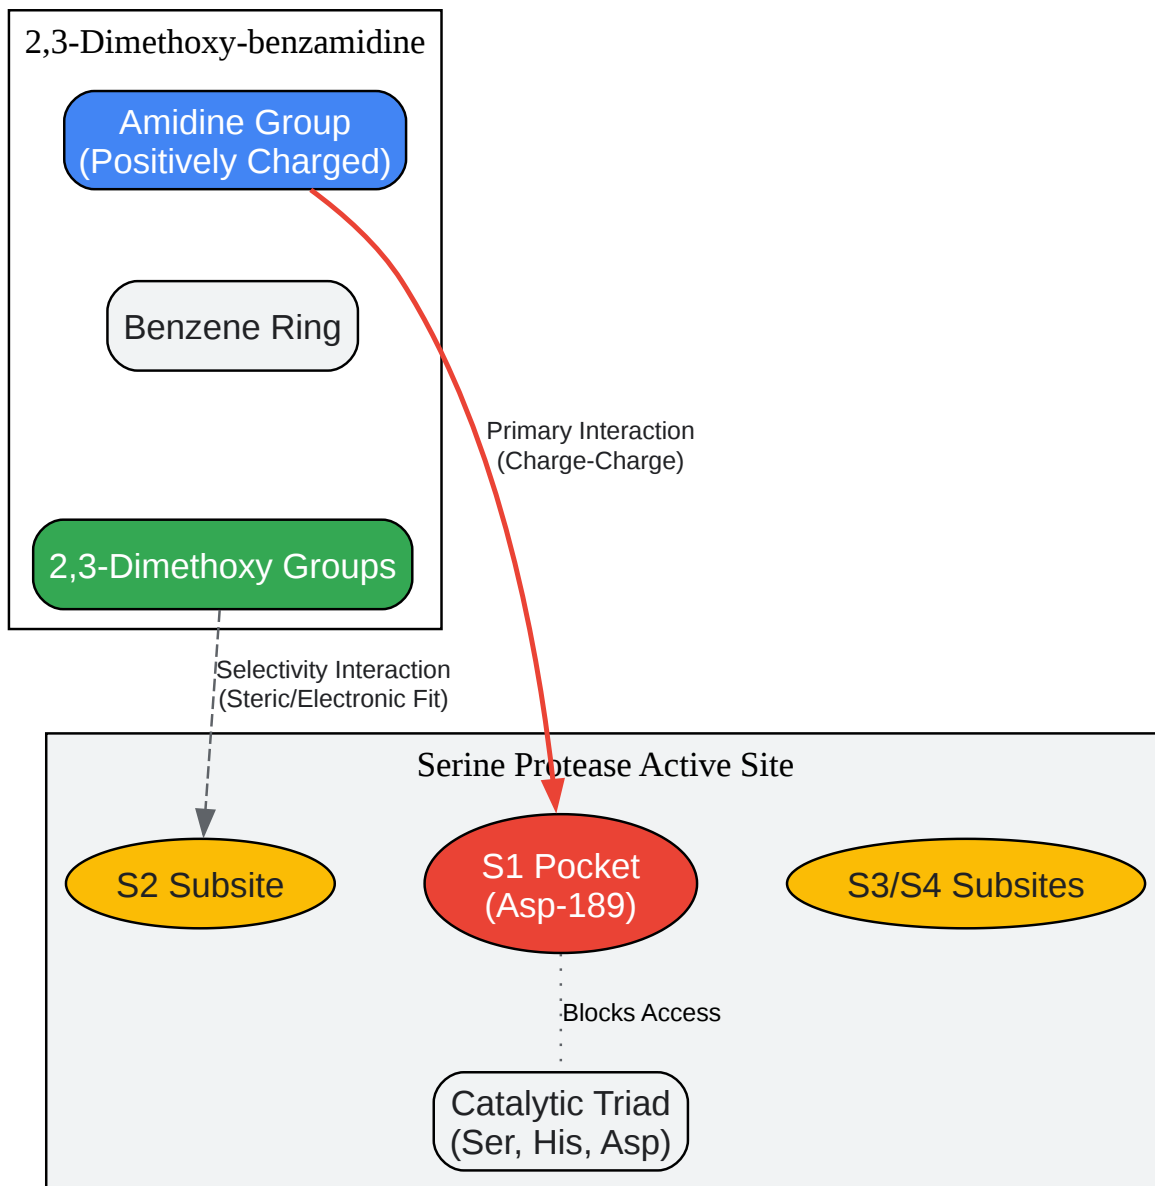 2,3-Dimethoxy-benzamidine
Amidine Group
(Positively Charged)
Benzene Ring
Primary Interaction
(Charge-Charge)
2,3-Dimethoxy Groups
Selectivity Interaction
(Steric/Electronic Fit)
Serine Protease Active Site
S2 Subsite
S1 Pocket
(Asp-189)
S3/S4 Subsites
Blocks Access
Catalytic Triad
(Ser, His, Asp)